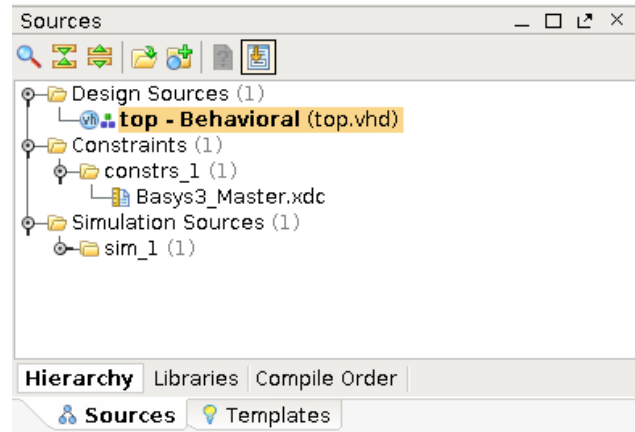 Sources
Design Sources (1)
top - Behavioral (top.vhd)
Constraints (1)
constrs_1 (1)
Basys3_Master.xdc
Simulation Sources (1)
sim_1 (1)
Hierarchy Libraries Compile Order
Sources Templates